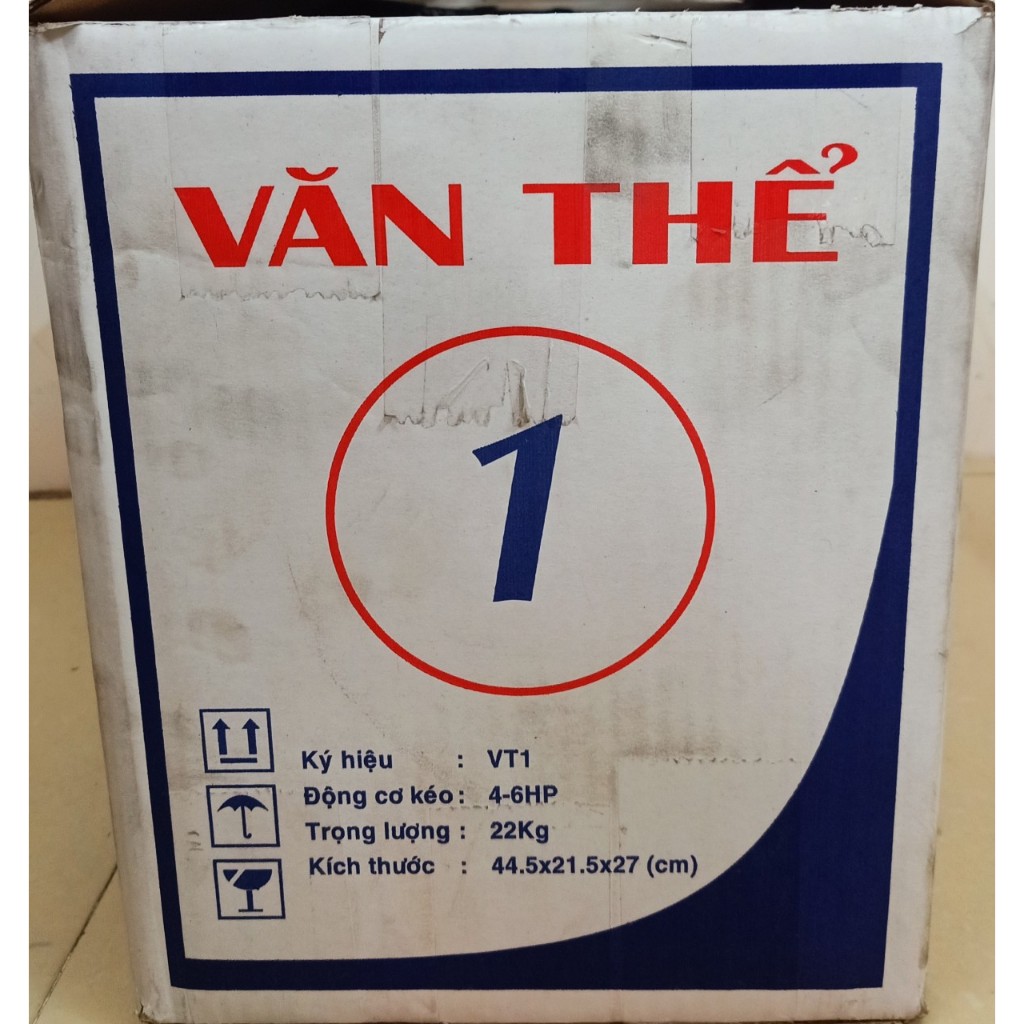 VĂN THỂ
1
Ký hiệu : VT1
Động cơ kéo : 4-6HP
Trọng lượng : 22Kg
Kích thước : 44.5x21.5x27 (cm)